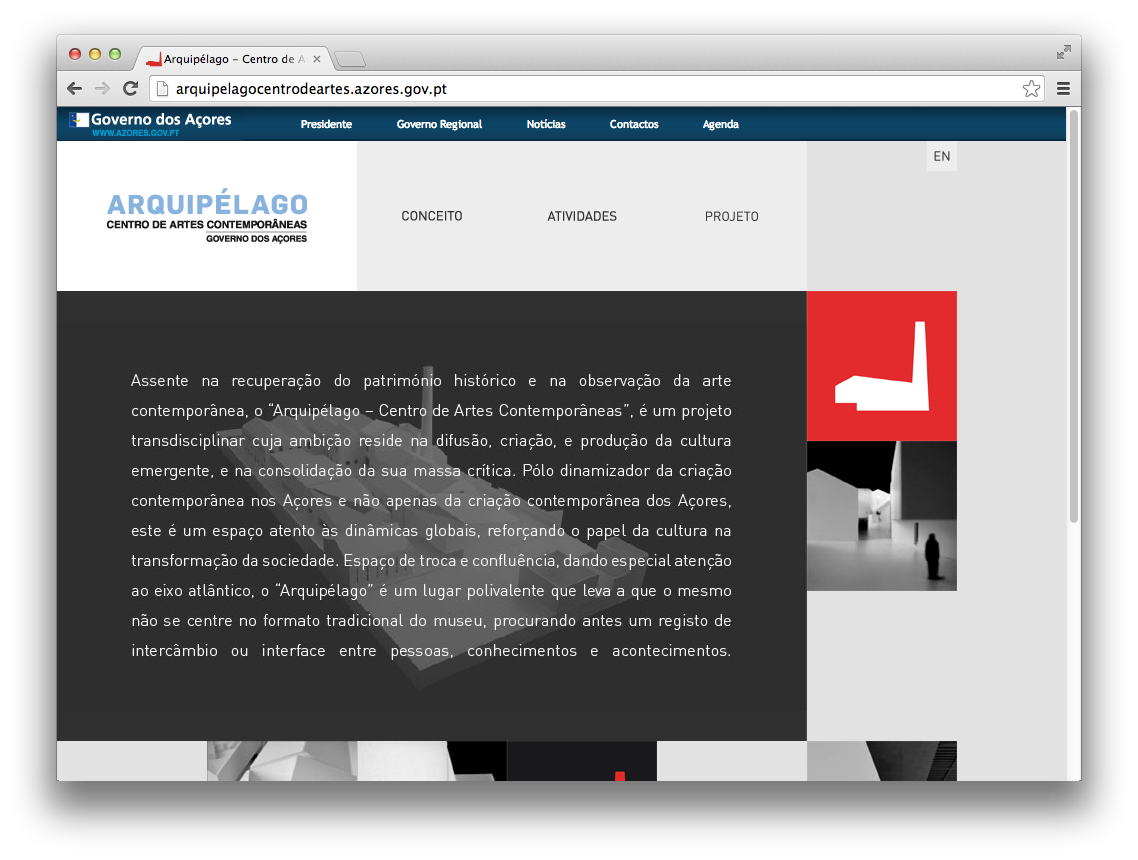 Arquipélago – Centro de A
arquipelagocentrodeartes.azores.gov.pt
Governo dos Açores
WWW.AZORES.GOV.PT
Presidente Governo Regional Notícias Contactos Agenda
EN
ARQUIPÉLAGO
CENTRO DE ARTES CONTEMPORÂNEAS
GOVERNO DOS AÇORES
CONCEITO ATIVIDADES PROJETO
Assente na recuperação do património histórico e na observação da arte
contemporânea, o “Arquipélago – Centro de Artes Contemporâneas”, é um projeto
transdisciplinar cuja ambição reside na difusão, criação, e produção da cultura
emergente, e na consolidação da sua massa crítica. Pólo dinamizador da criação
contemporânea nos Açores e não apenas da criação contemporânea dos Açores,
este é um espaço atento às dinâmicas globais, reforçando o papel da cultura na
transformação da sociedade. Espaço de troca e confluência, dando especial atenção
ao eixo atlântico, o “Arquipélago” é um lugar polivalente que leva a que o mesmo
não se centre no formato tradicional do museu, procurando antes um registo de
intercâmbio ou interface entre pessoas, conhecimentos e acontecimentos.